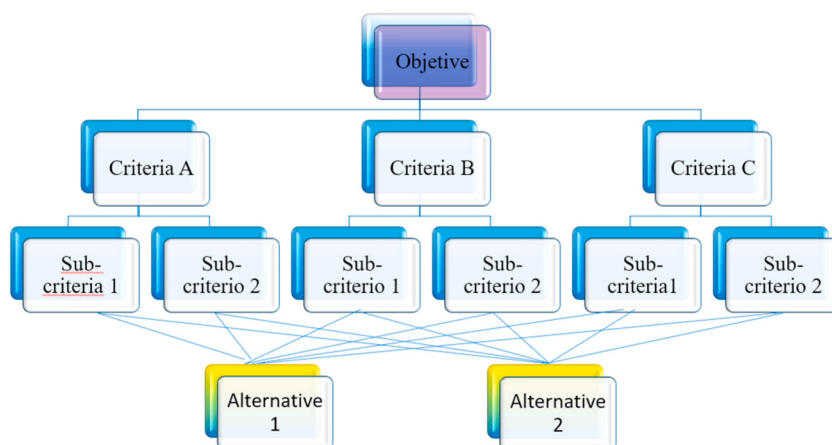 Objetive
Criteria A
Criteria B
Criteria C
Sub-
criteria 1
Sub-
criterio 2
Sub-
criterio 1
Sub-
criterio 2
Sub-
criteria1
Sub-
criterio 2
Alternative
1
Alternative
2